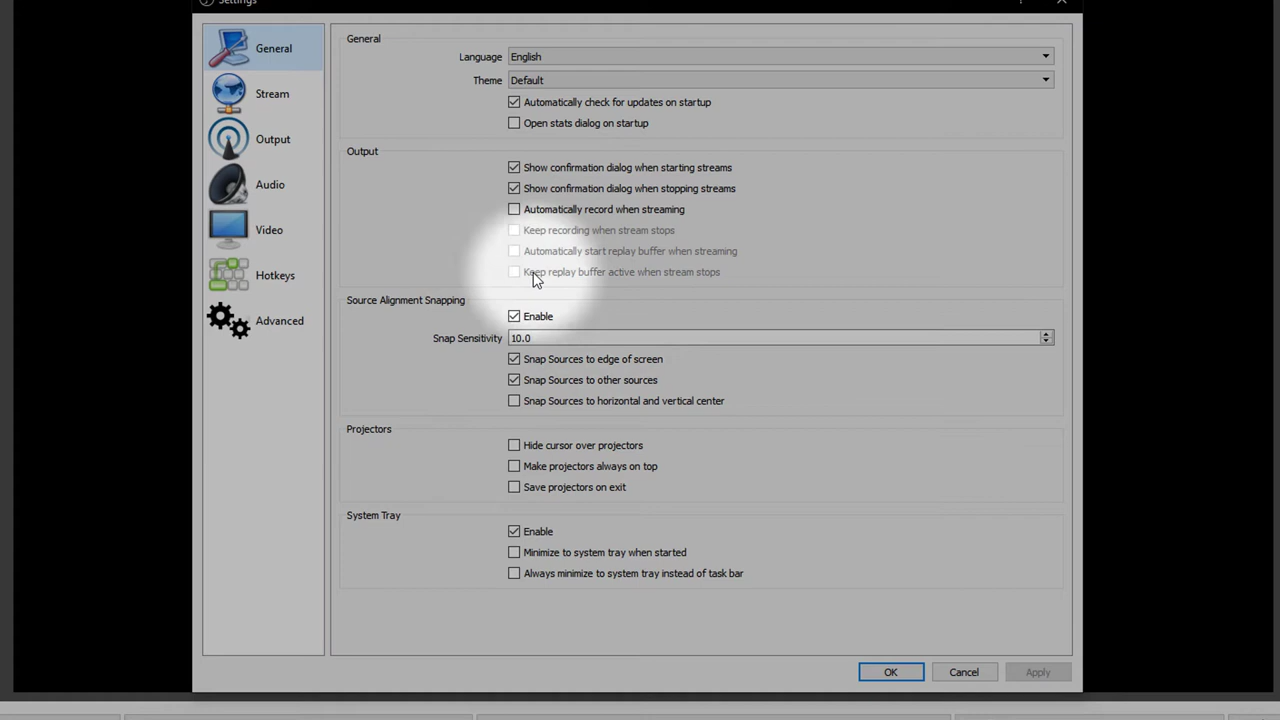 Settings
General
Stream
Output
Audio
Video
Hotkeys
Advanced
General
Language English
Theme Default
Automatically check for updates on startup
Open stats dialog on startup
Output
Show confirmation dialog when starting streams
Show confirmation dialog when stopping streams
Automatically record when streaming
Keep recording when stream stops
Automatically start replay buffer when streaming
Keep replay buffer active when stream stops
Source Alignment Snapping
Enable
Snap Sensitivity 10.0
Snap Sources to edge of screen
Snap Sources to other sources
Snap Sources to horizontal and vertical center
Projectors
Hide cursor over projectors
Make projectors always on top
Save projectors on exit
System Tray
Enable
Minimize to system tray when started
Always minimize to system tray instead of task bar
OK Cancel Apply